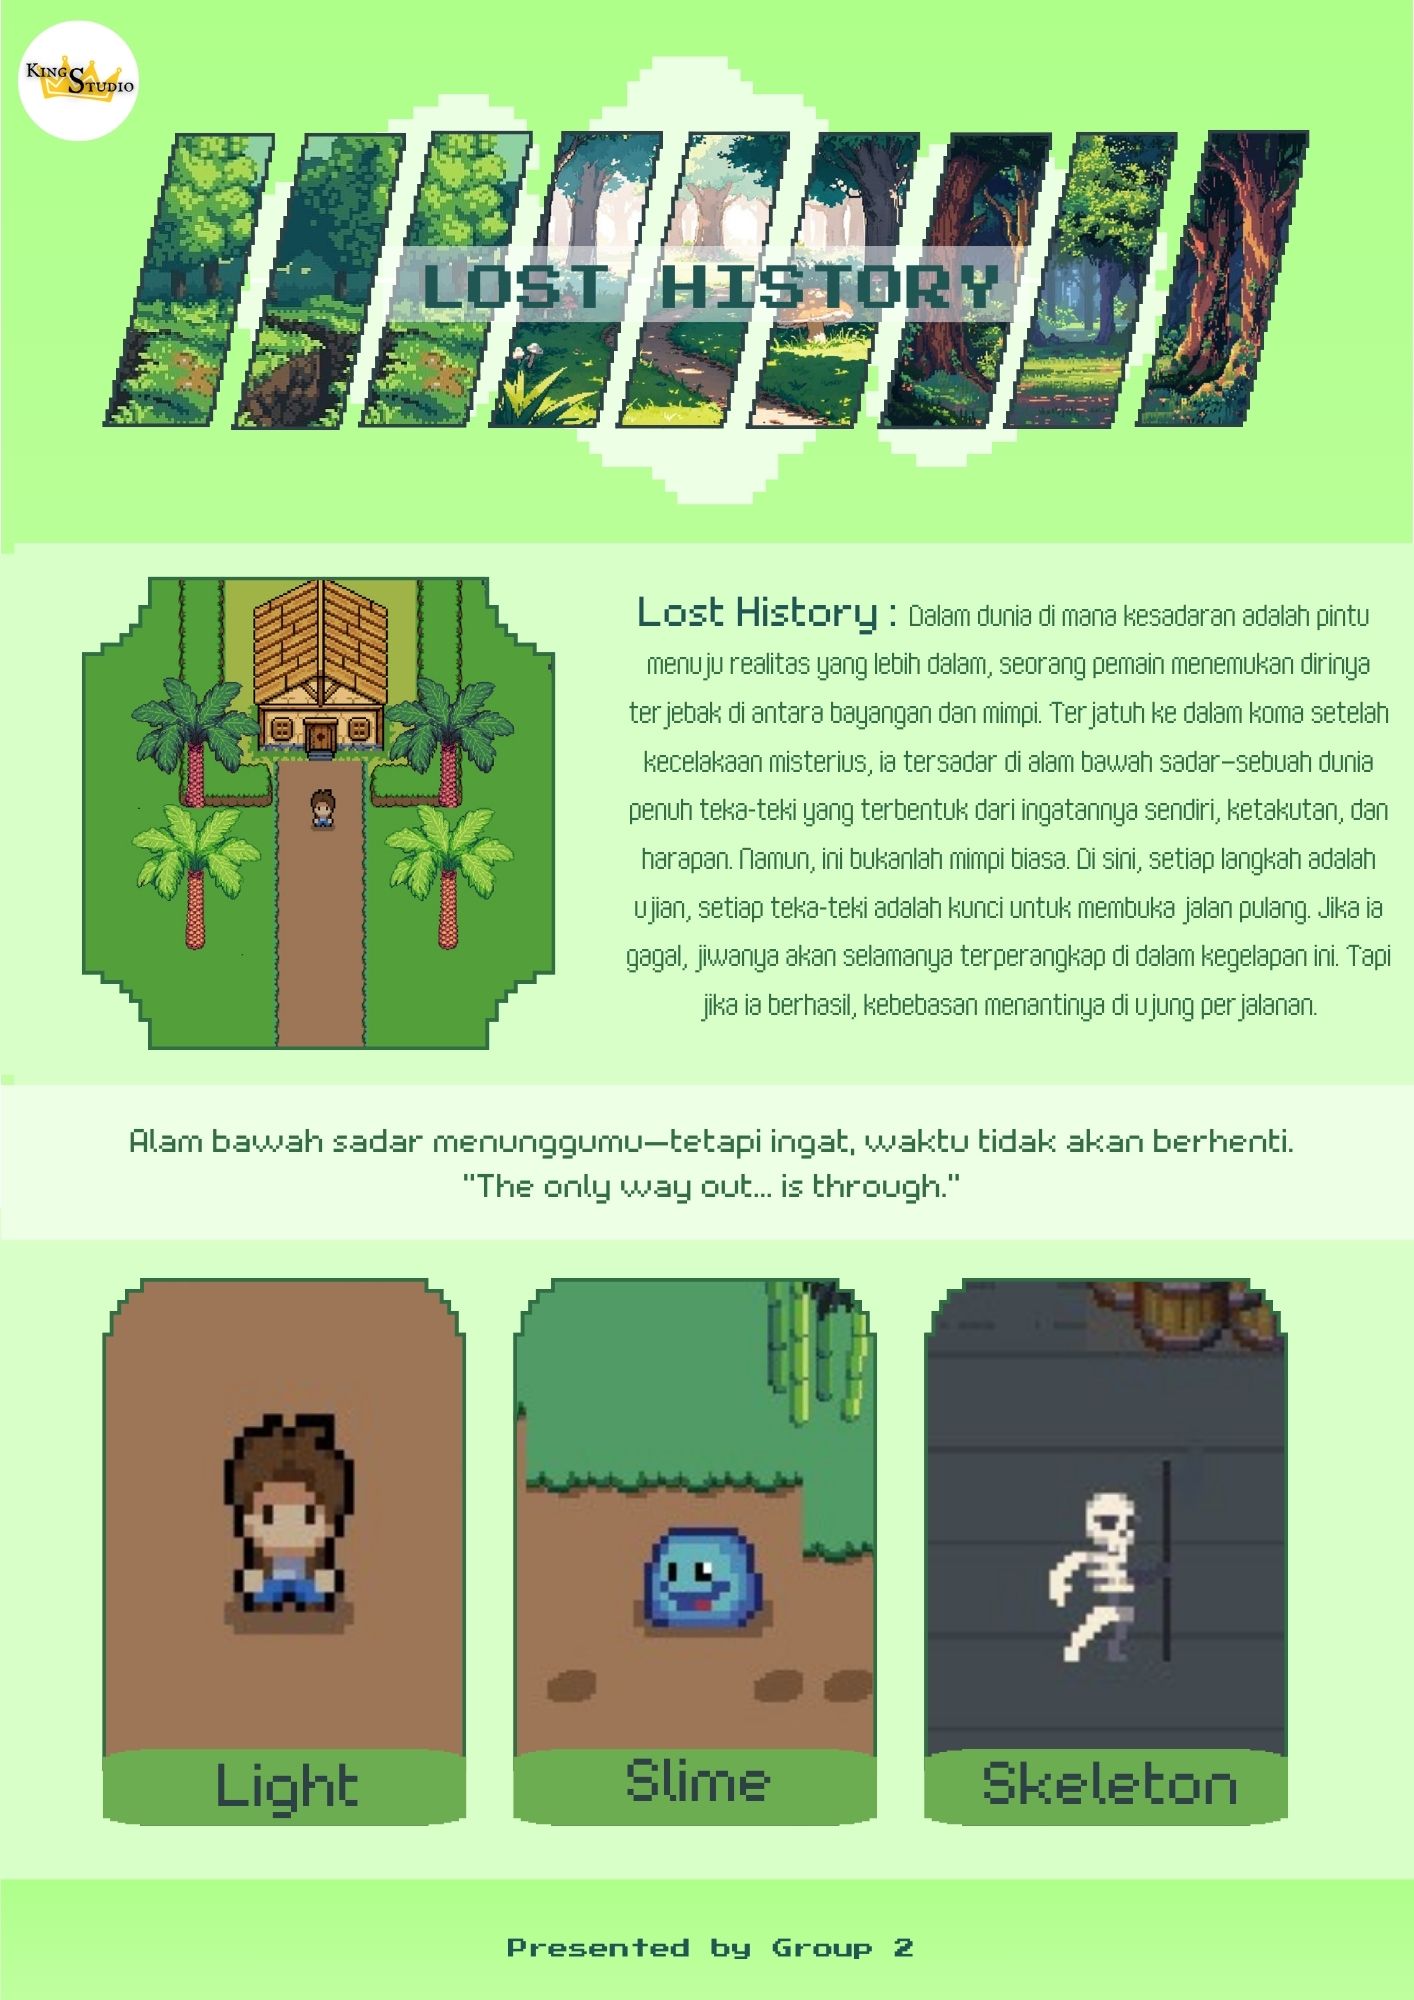 KING STUDIO
LOST HISTORY
Lost History : Dalam dunia di mana kesadaran adalah pintu
menuju realitas yang lebih dalam, seorang pemain menemukan dirinya
terjebak di antara bayangan dan mimpi. Terjatuh ke dalam koma setelah
kecelakaan misterius, ia tersadar di alam bawah sadar—sebuah dunia
penuh teka-teki yang terbentuk dari ingatannya sendiri, ketakutan, dan
harapan. Namun, ini bukanlah mimpi biasa. Di sini, setiap langkah adalah
ujian, setiap teka-teki adalah kunci untuk membuka jalan pulang. Jika ia
gagal, jiwanya akan selamanya terperangkap di dalam kegelapan ini. Tapi
jika ia berhasil, kebebasan menantinya di ujung perjalanan.
Alam bawah sadar menunggumu—tetapi ingat, waktu tidak akan berhenti.
"The only way out... is through."
Light
Slime
Skeleton
Presented by Group 2